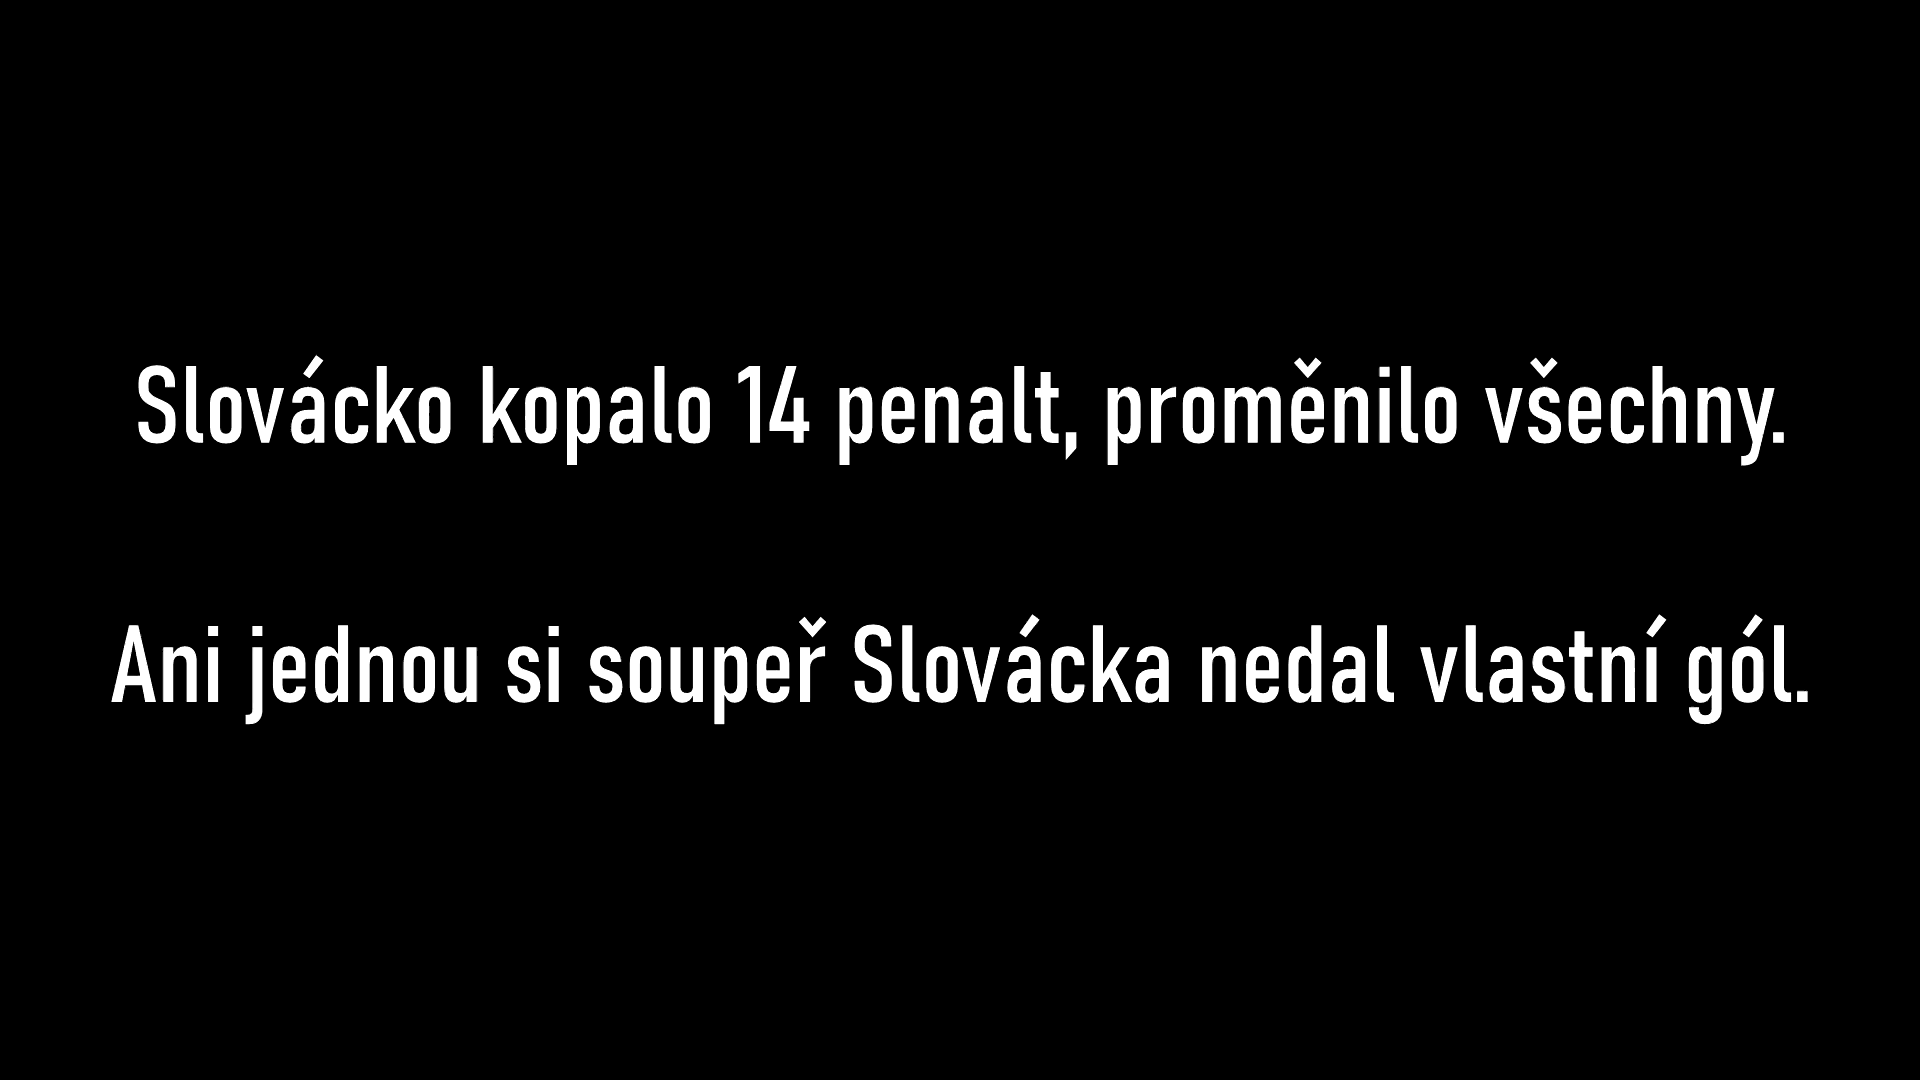 Slovácko kopalo 14 penalt, proměnilo všechny.
Ani jednou si soupeř Slovácka nedal vlastní gól.